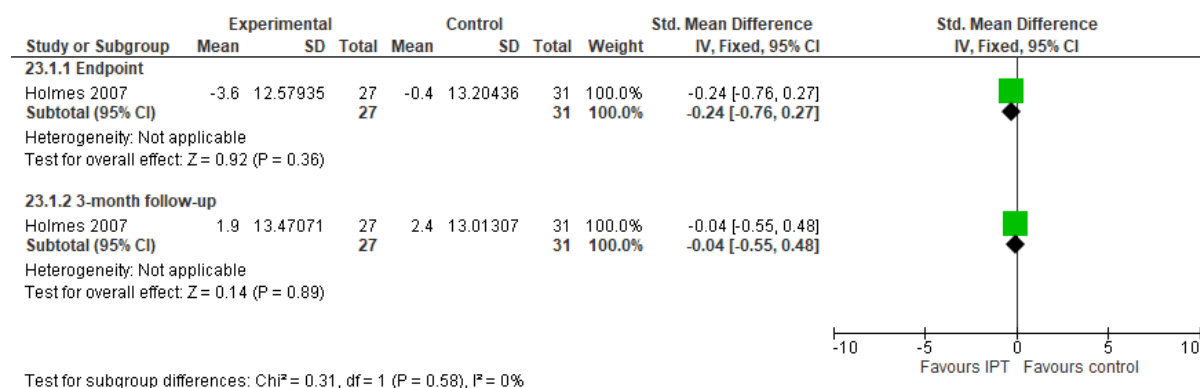 Experimental Control Std. Mean Difference Std. Mean Difference
Study or Subgroup Mean SD Total Mean SD Total Weight IV, Fixed, 95% CI IV, Fixed, 95% CI
23.1.1 Endpoint
Holmes 2007 -3.6 12.57935 27 -0.4 13.20436 31 100.0% -0.24 [-0.76, 0.27]
Subtotal (95% CI) 27 31 100.0% -0.24 [-0.76, 0.27]
Heterogeneity: Not applicable
Test for overall effect: Z = 0.92 (P = 0.36)
23.1.2 3-month follow-up
Holmes 2007 1.9 13.47071 27 2.4 13.01307 31 100.0% -0.04 [-0.55, 0.48]
Subtotal (95% CI) 27 31 100.0% -0.04 [-0.55, 0.48]
Heterogeneity: Not applicable
Test for overall effect: Z = 0.14 (P = 0.89)
-10 -5 0 5 10
Favours IPT Favours control
Test for subgroup differences: Chi² = 0.31, df = 1 (P = 0.58), I² = 0%